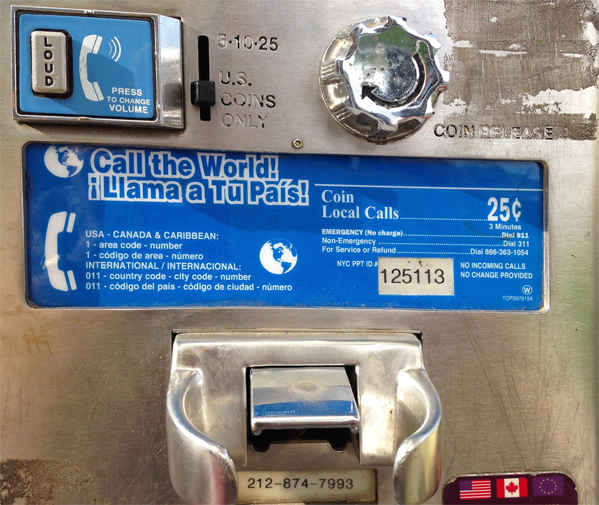 LOUD
PRESS
TO CHANGE
VOLUME
5·10·25
U.S.
COINS
ONLY
COIN RELEASE
Call the World!
¡Llama a Tu País!
USA - CANADA & CARIBBEAN:
1 - area code - number
1 - código de area - número
INTERNATIONAL / INTERNACIONAL:
011 - country code - city code - number
011 - código del país - código de ciudad - número
Coin
Local Calls 25¢
3 Minutes
EMERGENCY (No charge) Dial 911
Non-Emergency Dial 311
For Service or Refund Dial 866-363-1054
NYC PPT ID # 125113
NO INCOMING CALLS
NO CHANGE PROVIDED
W
TOPS97915A
212-874-7993